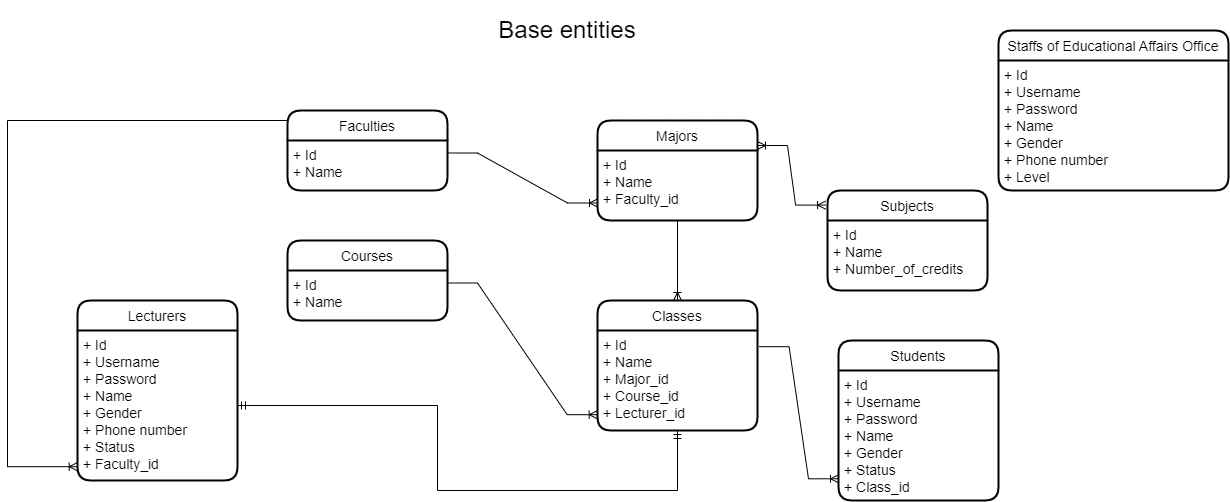 Base entities
Staffs of Educational Affairs Office
+ Id
+ Username
+ Password
+ Name
+ Gender
+ Phone number
+ Level
Faculties
+ Id
+ Name
Majors
+ Id
+ Name
+ Faculty_id
Subjects
+ Id
+ Name
+ Number_of_credits
Courses
+ Id
+ Name
Lecturers
+ Id
+ Username
+ Password
+ Name
+ Gender
+ Phone number
+ Status
+ Faculty_id
Classes
+ Id
+ Name
+ Major_id
+ Course_id
+ Lecturer_id
Students
+ Id
+ Username
+ Password
+ Name
+ Gender
+ Status
+ Class_id